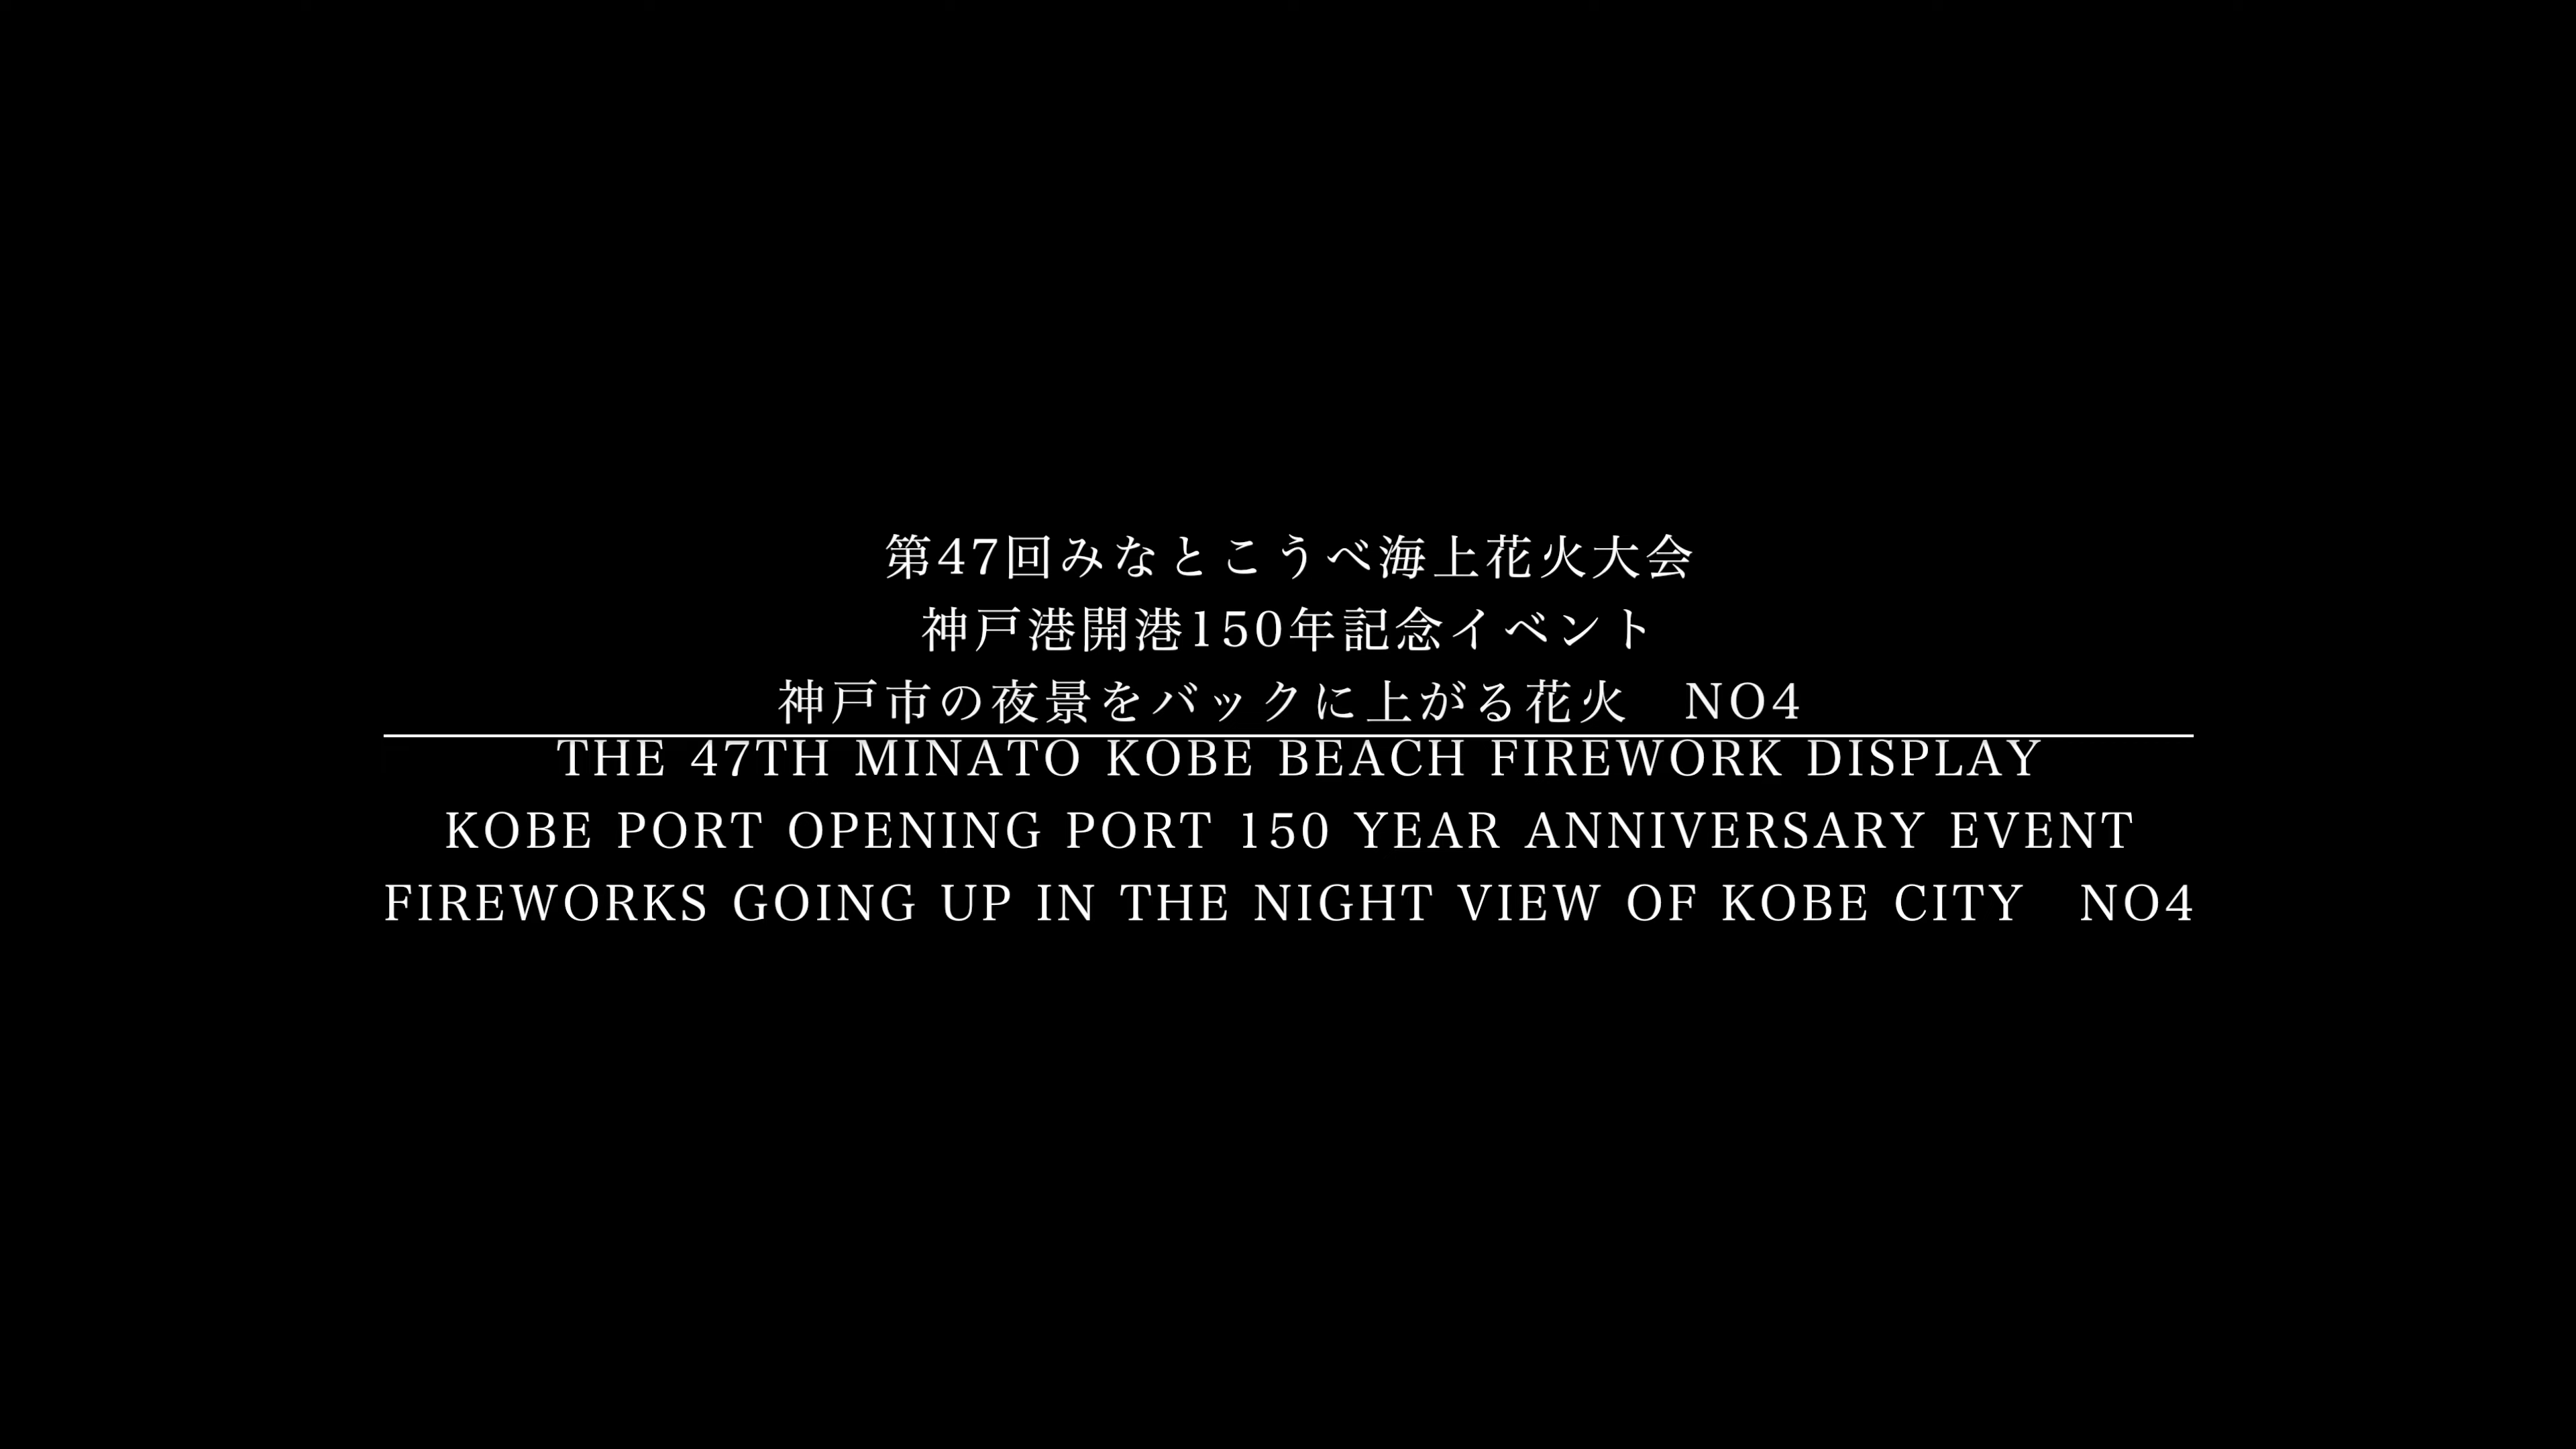 第47回みなとこうべ海上花火大会
神戸港開港150年記念イベント
神戸市の夜景をバックに上がる花火　NO4
THE 47TH MINATO KOBE BEACH FIREWORK DISPLAY
KOBE PORT OPENING PORT 150 YEAR ANNIVERSARY EVENT
FIREWORKS GOING UP IN THE NIGHT VIEW OF KOBE CITY　NO4